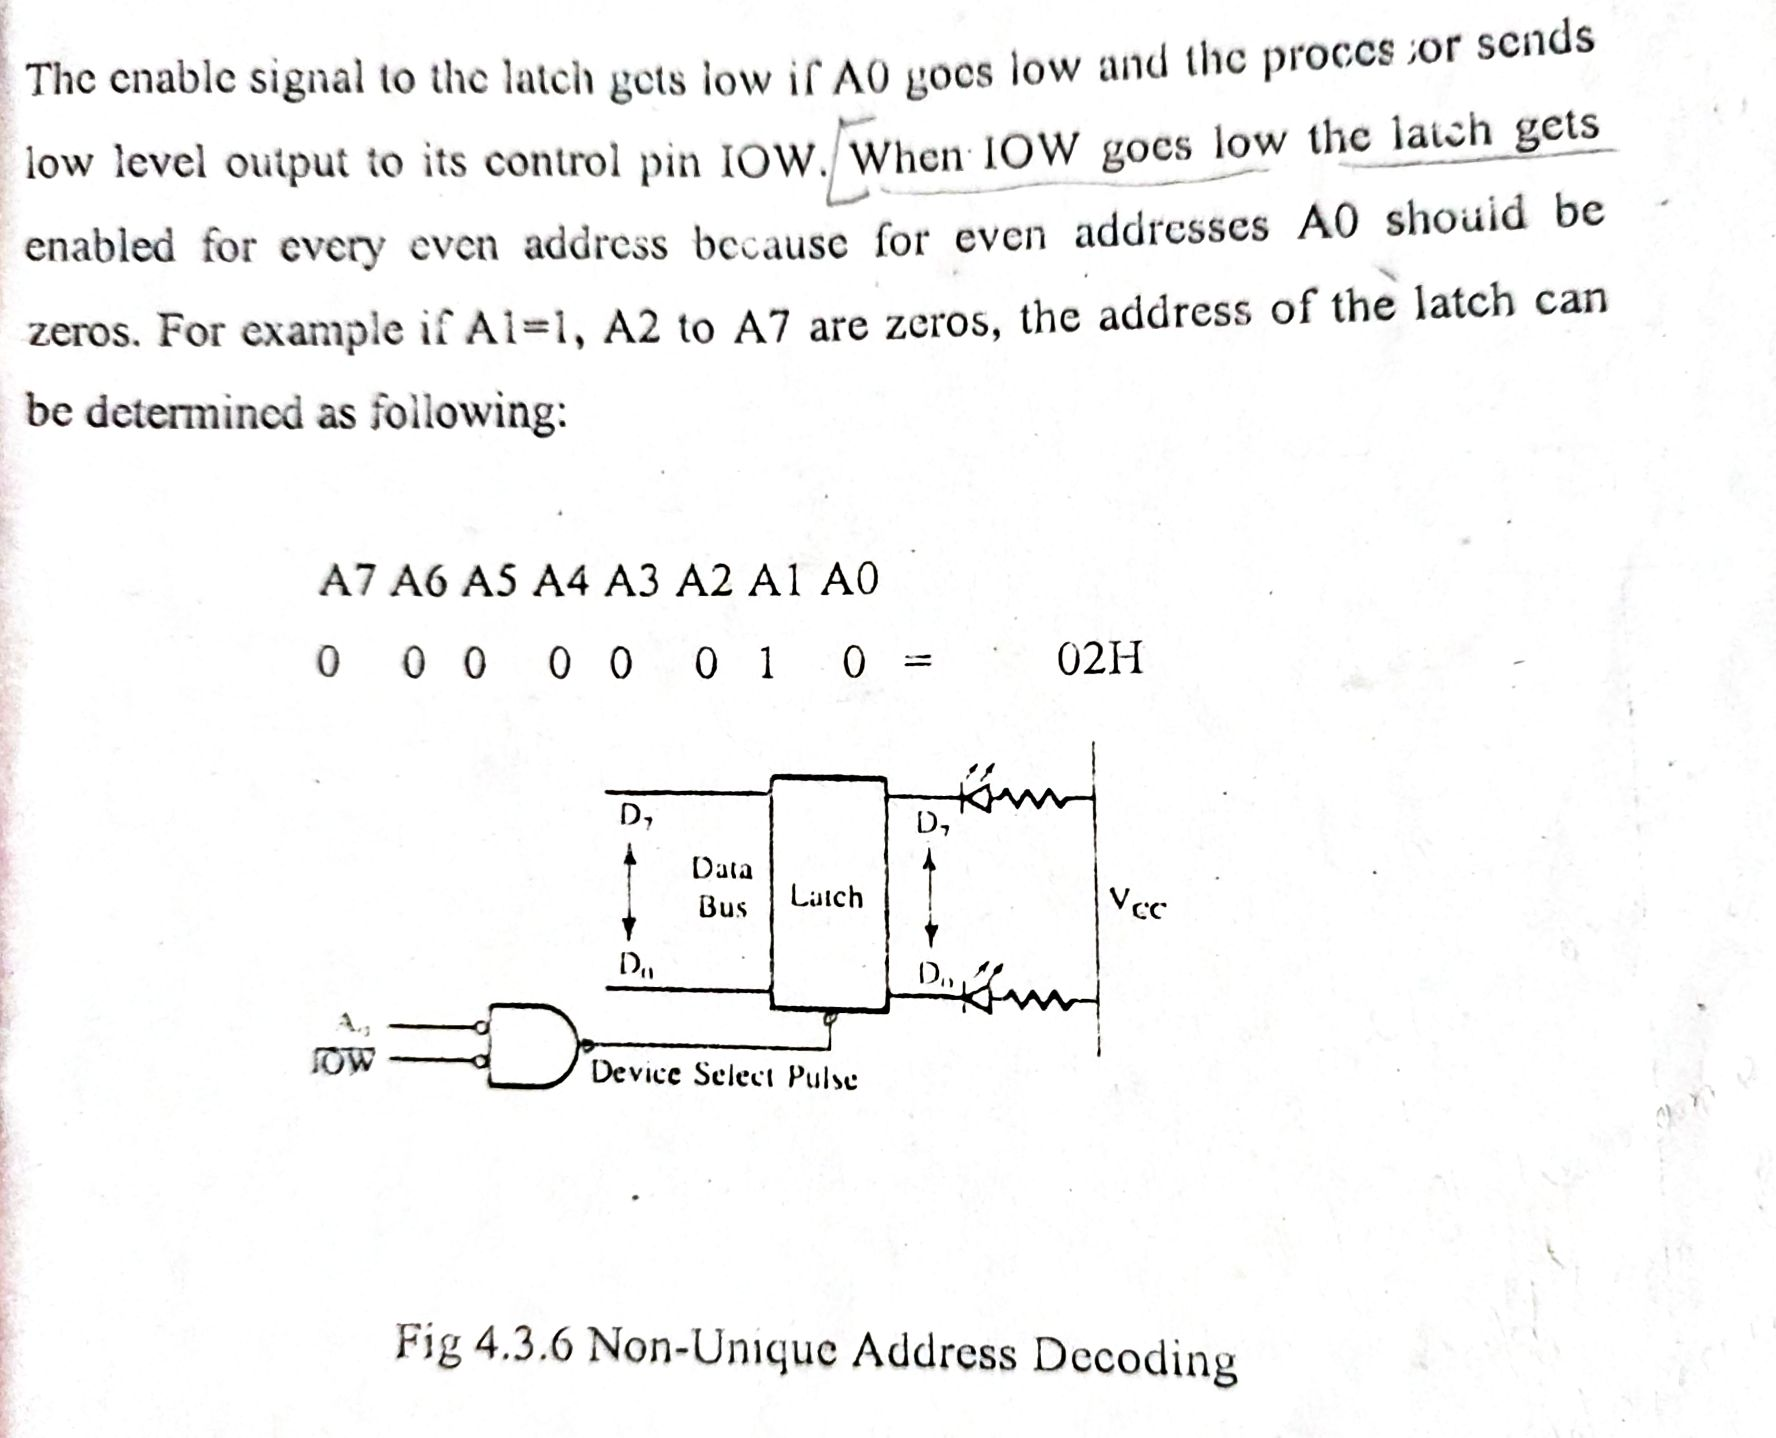 The enable signal to the latch gets low if A0 goes low and the processor sends
low level output to its control pin IOW. When IOW goes low the latch gets
enabled for every even address because for even addresses A0 should be
zeros. For example if A1=1, A2 to A7 are zeros, the address of the latch can
be determined as following:
A7 A6 A5 A4 A3 A2 A1 A0
0 0 0 0 0 0 1 0 = 02H
D₇
D₇
Data
Bus
Latch
VCC
D₀
D₀
A₀
I̅O̅W̅
Device Select Pulse
Fig 4.3.6 Non-Unique Address Decoding